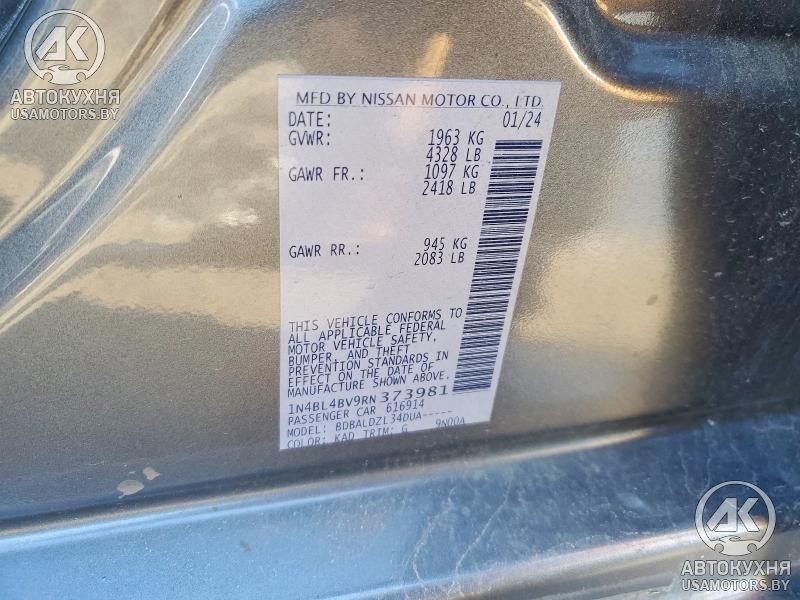 AK
АВТОКУХНЯ
USAMOTORS.BY
MFD BY NISSAN MOTOR CO., LTD.
DATE: 01/24
GVWR: 1963 KG
4328 LB
GAWR FR.: 1097 KG
2418 LB
GAWR RR.: 945 KG
2083 LB
THIS VEHICLE CONFORMS TO
ALL APPLICABLE FEDERAL
MOTOR VEHICLE SAFETY,
BUMPER, AND THEFT
PREVENTION STANDARDS IN
EFFECT ON THE DATE OF
MANUFACTURE SHOWN ABOVE.
1N4BL4BV9RN373981
PASSENGER CAR 616914
MODEL: BDBALDZL34DUA-----
COLOR: KAD TRIM: G 9N00A
AK
АВТОКУХНЯ
USAMOTORS.BY